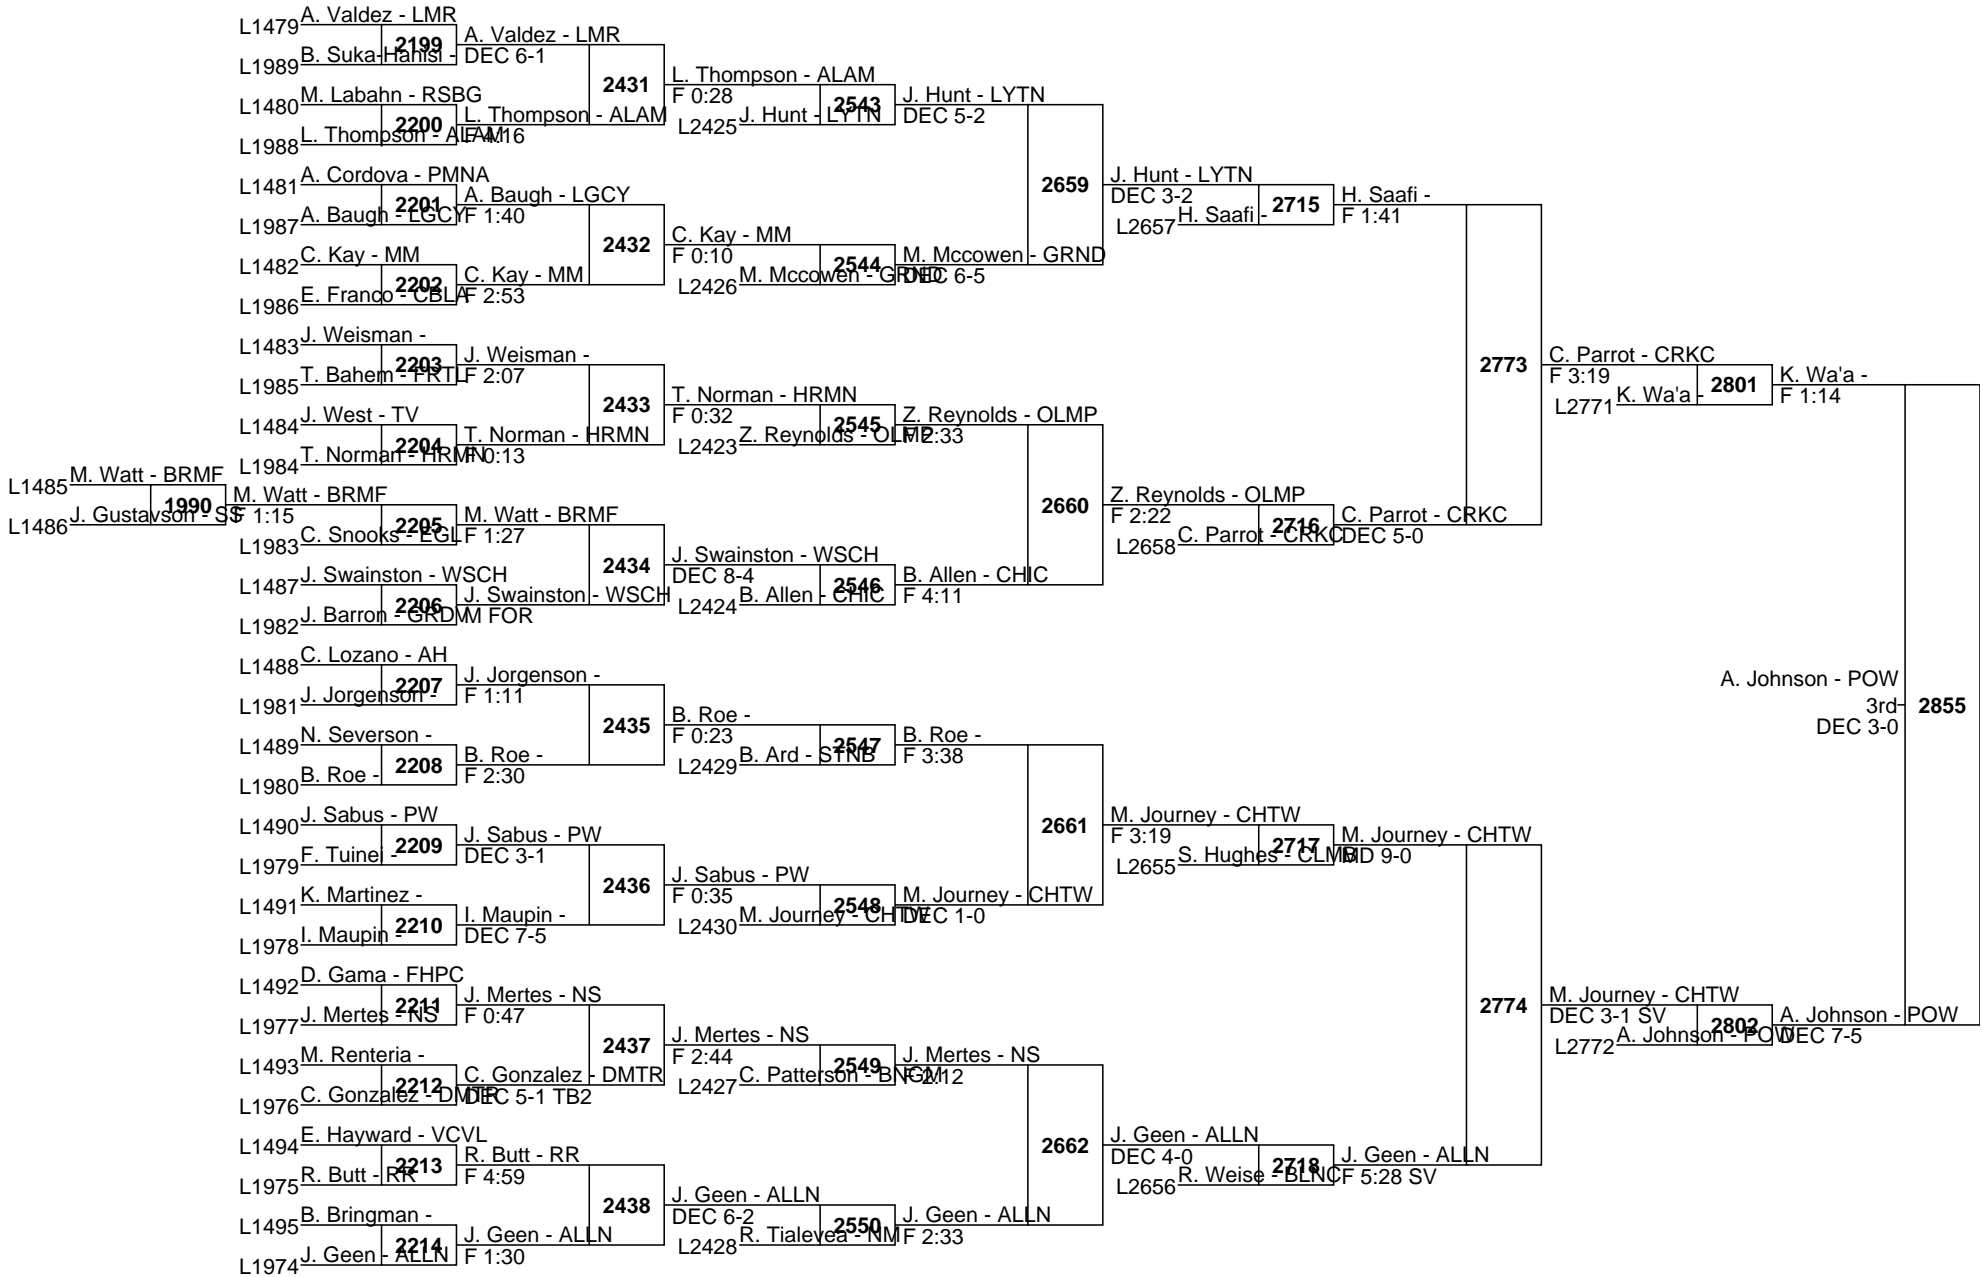 A. Valdez - LMR
L1479
2199
A. Valdez - LMR
DEC 6-1
B. Suka-Hanisi -
L1989
2431
L. Thompson - ALAM
F 0:28
M. Labahn - RSBG
L1480
2200
L. Thompson - ALAM
F 4:16
L. Thompson - ALAM
L1988
2543
J. Hunt - LYTN
DEC 5-2
L2425
J. Hunt - LYTN
A. Cordova - PMNA
L1481
2201
A. Baugh - LGCY
F 1:40
A. Baugh - LGCY
L1987
2659
J. Hunt - LYTN
DEC 3-2
2715
H. Saafi -
F 1:41
L2657
H. Saafi -
2432
C. Kay - MM
F 0:10
C. Kay - MM
L1482
2202
C. Kay - MM
F 2:53
E. Franco - CBLA
L1986
2544
M. Mccowen - GRND
DEC 6-5
L2426
M. Mccowen - GRND
J. Weisman -
L1483
2203
J. Weisman -
F 2:07
T. Bahem - FRTL
L1985
2773
C. Parrot - CRKC
F 3:19
2801
K. Wa'a -
F 1:14
L2771
K. Wa'a -
2433
T. Norman - HRMN
F 0:32
J. West - TV
L1484
2204
T. Norman - HRMN
F 0:13
T. Norman - HRMN
L1984
2545
Z. Reynolds - OLMP
F 2:33
L2423
Z. Reynolds - OLMP
M. Watt - BRMF
L1485
1990
M. Watt - BRMF
F 1:15
J. Gustavson - SS
L1486
2205
M. Watt - BRMF
F 1:27
C. Snooks - EGL
L1983
2660
Z. Reynolds - OLMP
F 2:22
2716
C. Parrot - CRKC
DEC 5-0
L2658
C. Parrot - CRKC
2434
J. Swainston - WSCH
DEC 8-4
J. Swainston - WSCH
L1487
2206
J. Swainston - WSCH
M FOR
J. Barron - GRDV
L1982
2546
B. Allen - CHIC
F 4:11
L2424
B. Allen - CHIC
C. Lozano - AH
L1488
2207
J. Jorgenson -
F 1:11
J. Jorgenson -
L1981
A. Johnson - POW
3rd
DEC 3-0
2855
2435
B. Roe -
F 0:23
N. Severson -
L1489
2208
B. Roe -
F 2:30
B. Roe -
L1980
2547
B. Roe -
F 3:38
L2429
B. Ard - STNB
J. Sabus - PW
L1490
2209
J. Sabus - PW
DEC 3-1
F. Tuinei -
L1979
2661
M. Journey - CHTW
F 3:19
2717
M. Journey - CHTW
MD 9-0
L2655
S. Hughes - CLMB
2436
J. Sabus - PW
F 0:35
K. Martinez -
L1491
2210
I. Maupin -
DEC 7-5
I. Maupin -
L1978
2548
M. Journey - CHTW
DEC 1-0
L2430
M. Journey - CHTW
D. Gama - FHPC
L1492
2211
J. Mertes - NS
F 0:47
J. Mertes - NS
L1977
2774
M. Journey - CHTW
DEC 3-1 SV
2802
A. Johnson - POW
DEC 7-5
L2772
A. Johnson - POW
2437
J. Mertes - NS
F 2:44
M. Renteria -
L1493
2212
C. Gonzalez - DMTR
DEC 5-1 TB2
C. Gonzalez - DMTR
L1976
2549
J. Mertes - NS
F 2:12
L2427
C. Patterson - BNGM
E. Hayward - VCVL
L1494
2213
R. Butt - RR
F 4:59
R. Butt - RR
L1975
2662
J. Geen - ALLN
DEC 4-0
2718
J. Geen - ALLN
F 5:28 SV
L2656
R. Weise - BLNC
2438
J. Geen - ALLN
DEC 6-2
B. Bringman -
L1495
2214
J. Geen - ALLN
F 1:30
J. Geen - ALLN
L1974
2550
J. Geen - ALLN
F 2:33
L2428
R. Tialevea - NM